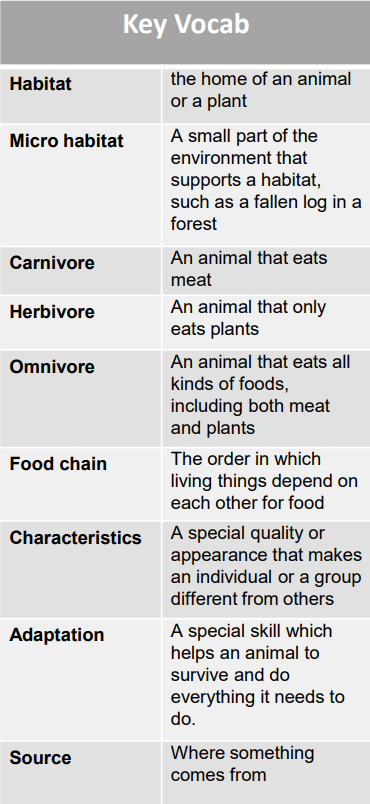 Key Vocab
Habitat
the home of an animal
or a plant
Micro habitat
A small part of the
environment that
supports a habitat,
such as a fallen log in a
forest
Carnivore
An animal that eats
meat
Herbivore
An animal that only
eats plants
Omnivore
An animal that eats all
kinds of foods,
including both meat
and plants
Food chain
The order in which
living things depend on
each other for food
Characteristics
A special quality or
appearance that makes
an individual or a group
different from others
Adaptation
A special skill which
helps an animal to
survive and do
everything it needs to
do.
Source
Where something
comes from